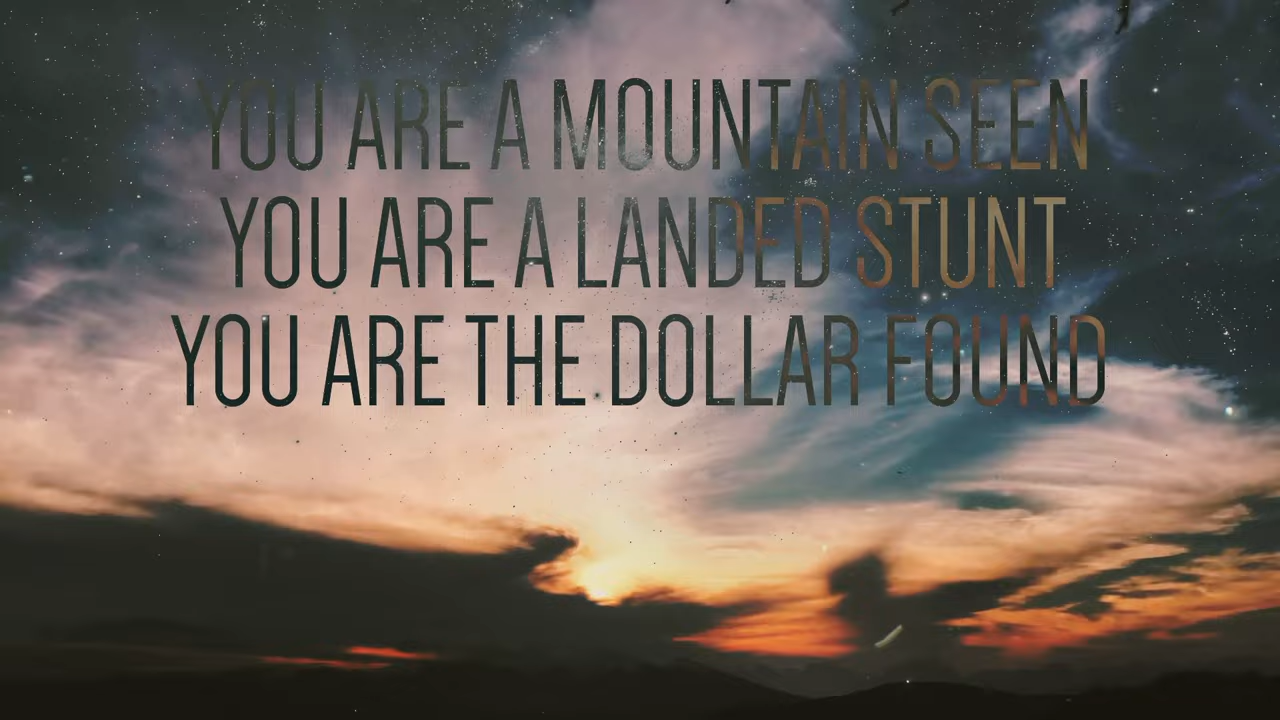 YOU ARE A MOUNTAIN SEEN
YOU ARE A LANDED STUNT
YOU ARE THE DOLLAR FOUND